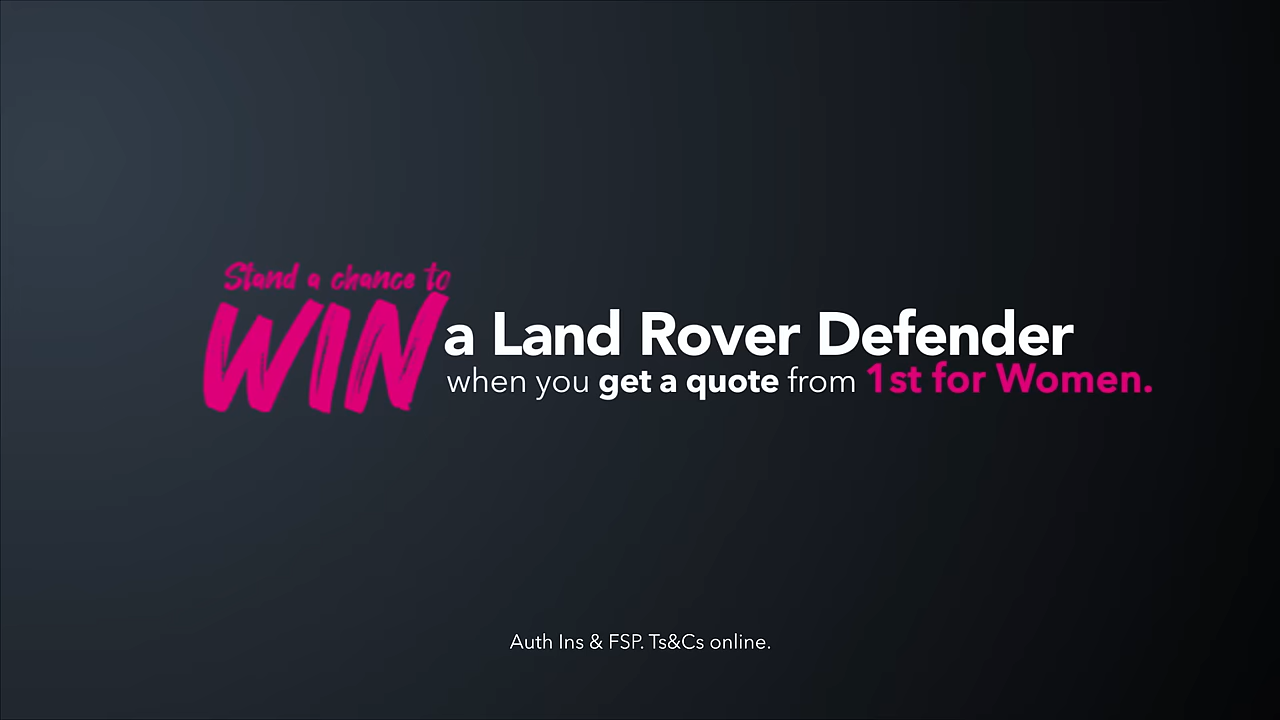 Stand a chance to
WIN a Land Rover Defender
when you get a quote from 1st for Women.
Auth Ins & FSP. Ts&Cs online.